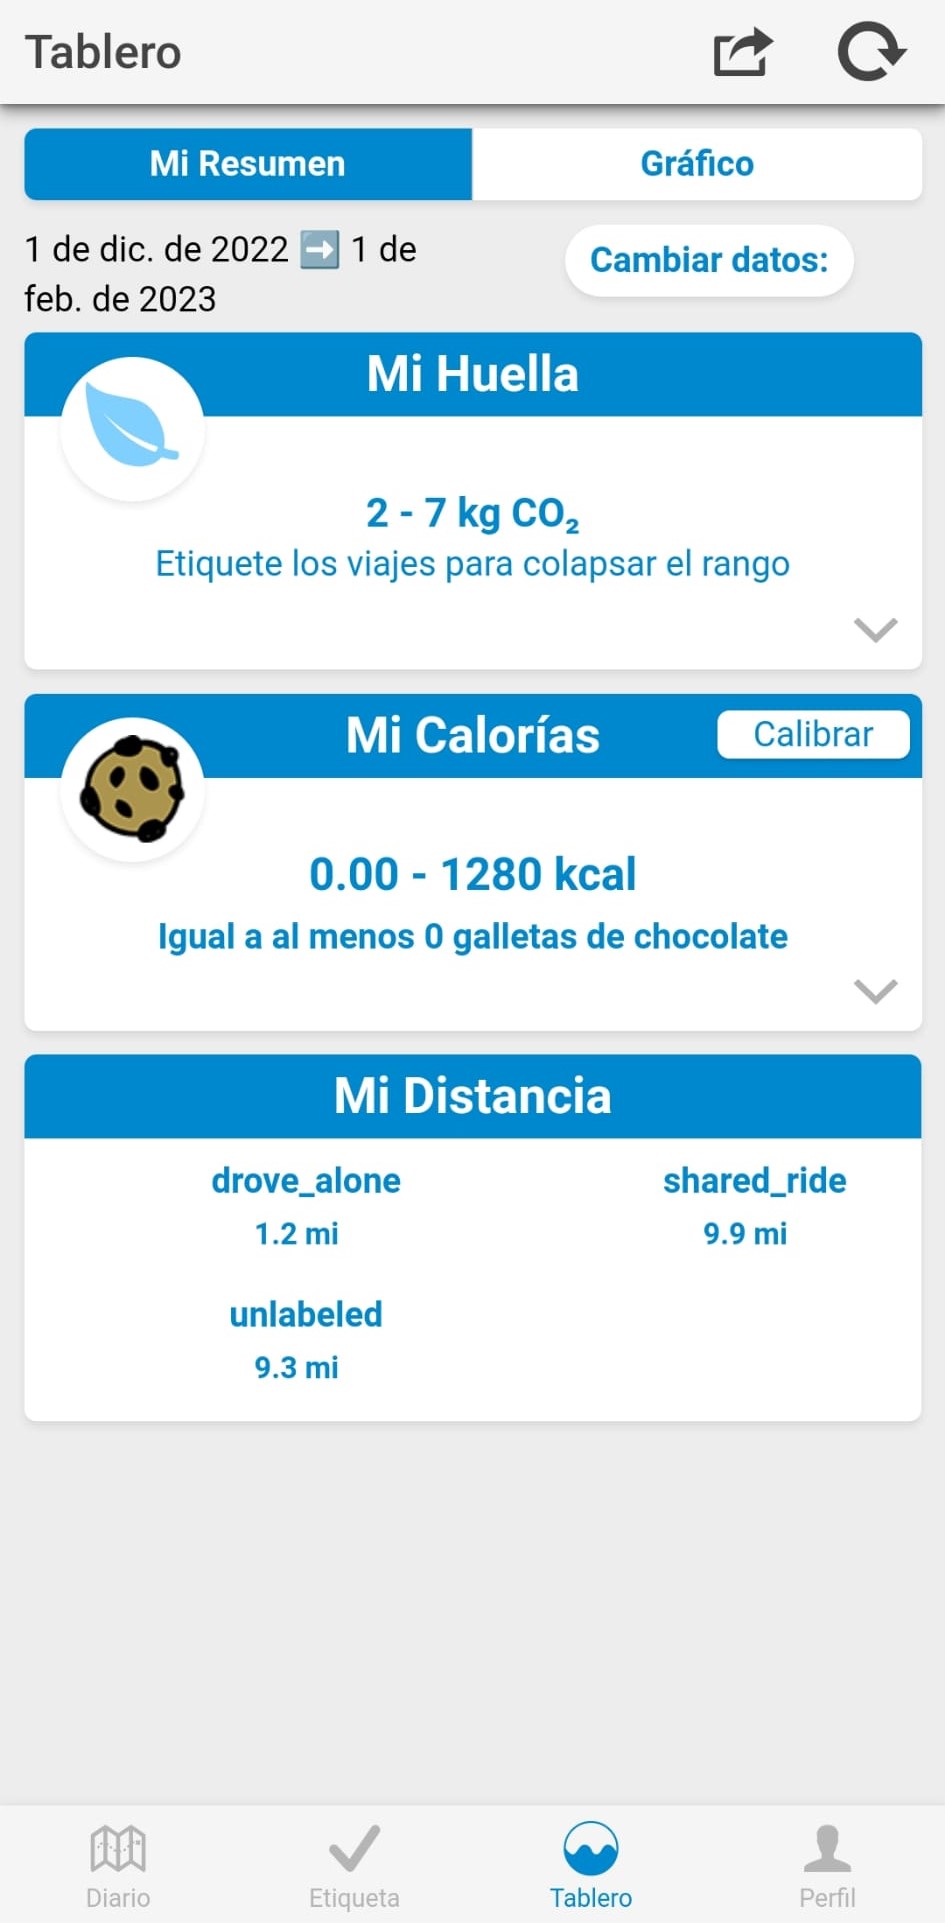 Tablero
Mi Resumen
Gráfico
1 de dic. de 2022 ➡️ 1 de
feb. de 2023
Cambiar datos:
Mi Huella
2 - 7 kg CO₂
Etiquete los viajes para colapsar el rango
Mi Calorías
Calibrar
0.00 - 1280 kcal
Igual a al menos 0 galletas de chocolate
Mi Distancia
drove_alone
shared_ride
1.2 mi
9.9 mi
unlabeled
9.3 mi
Diario
Etiqueta
Tablero
Perfil